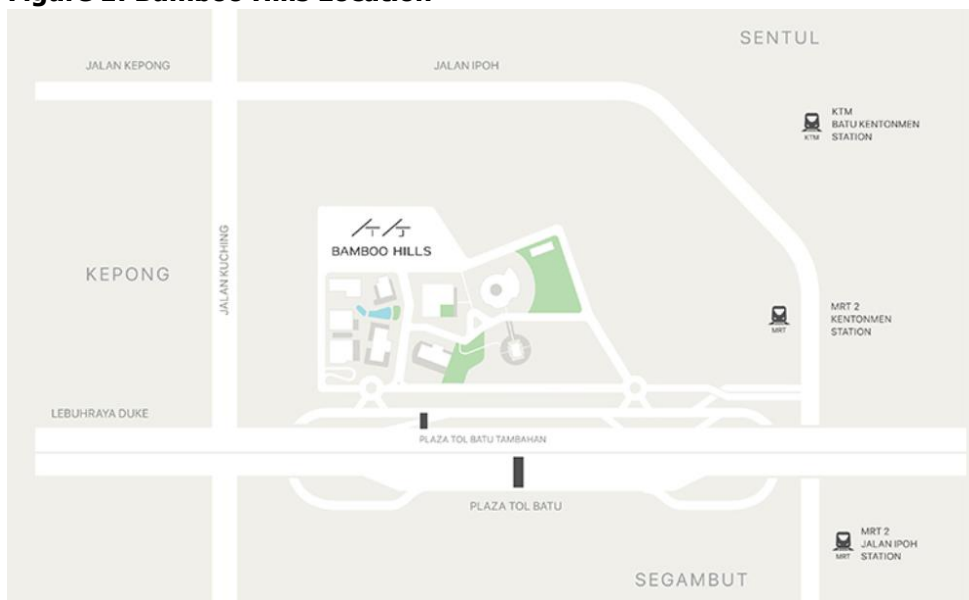 Figure 2: Bamboo Hills Location
SENTUL
JALAN KEPONG
JALAN IPOH
KTM
BATU KENTONMEN
STATION
KTM
BAMBOO HILLS
JALAN KUCHING
KEPONG
MRT 2
KENTONMEN
STATION
MRT
LEBUHRAYA DUKE
PLAZA TOL BATU TAMBAHAN
PLAZA TOL BATU
MRT 2
JALAN IPOH
STATION
MRT
SEGAMBUT